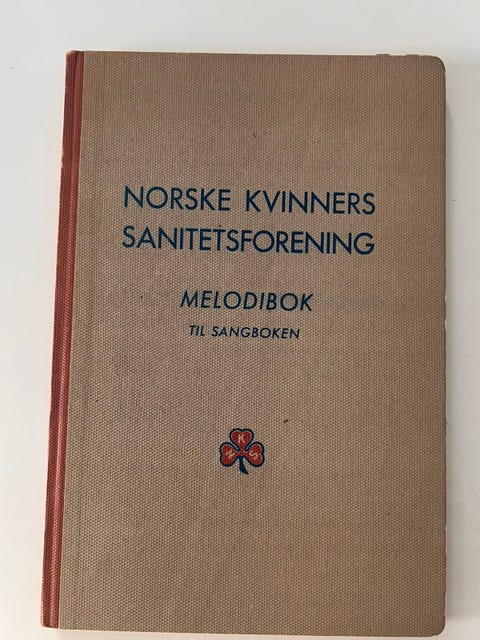 NORSKE KVINNERS
SANITETSFORENING
MELODIBOK
TIL SANGBOKEN
N K S